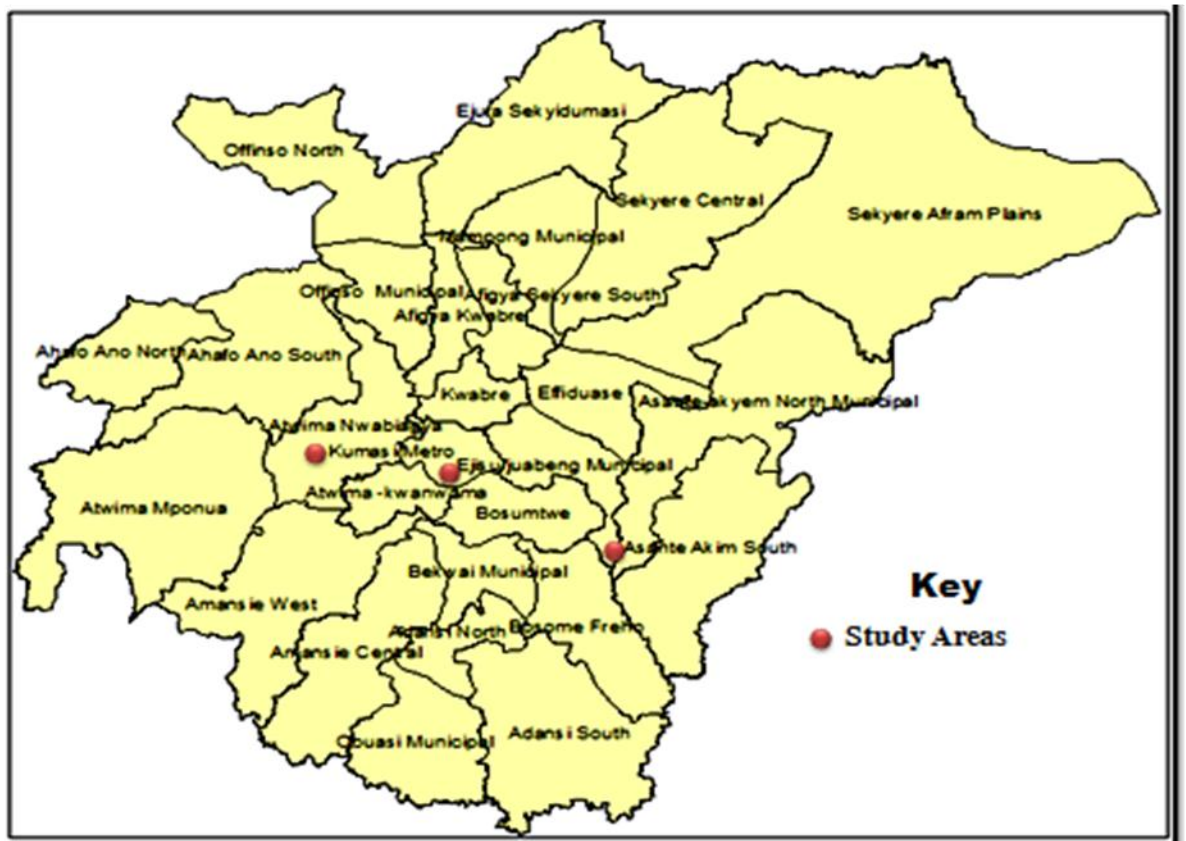 Ejura Sekyidumasi
Offinso North
Sekyere Central
Sekyere Afram Plains
Mampong Municipal
Offinso Municipal
Afigya Sekyere South
Afigya Kwabre
Ahafo Ano North
Ahafo Ano South
Kwabre
Effiduase
Asante-akyem North Municipal
Atwima Nwabiagya
Kumasi Metro
Ejisu-juabeng Municipal
Atwima -kwanwama
Atwima Mponua
Bosumtwe
Asante Akim South
Bekwai Municipal
Key
Amansie West
Adansi North
Bosome Freho
Study Areas
Amansie Central
Obuasi Municipal
Adansi South